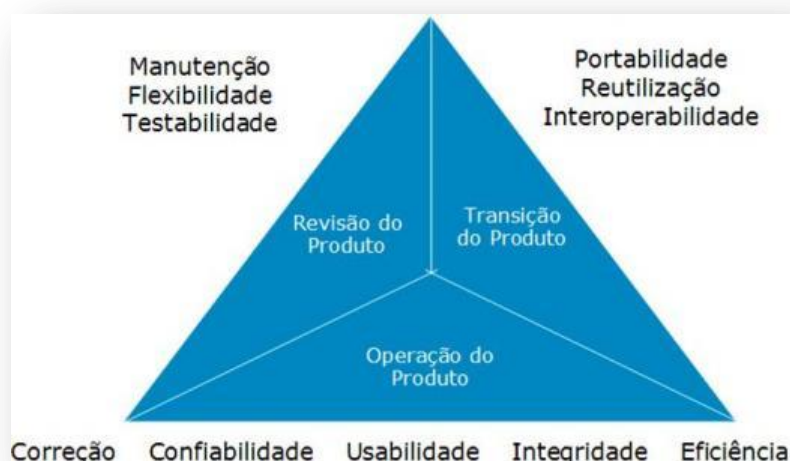 Manutenção
Flexibilidade
Testabilidade
Portabilidade
Reutilização
Interoperabilidade
Revisão do
Produto
Transição
do Produto
Operação do
Produto
Correção Confiabilidade Usabilidade Integridade Eficiência